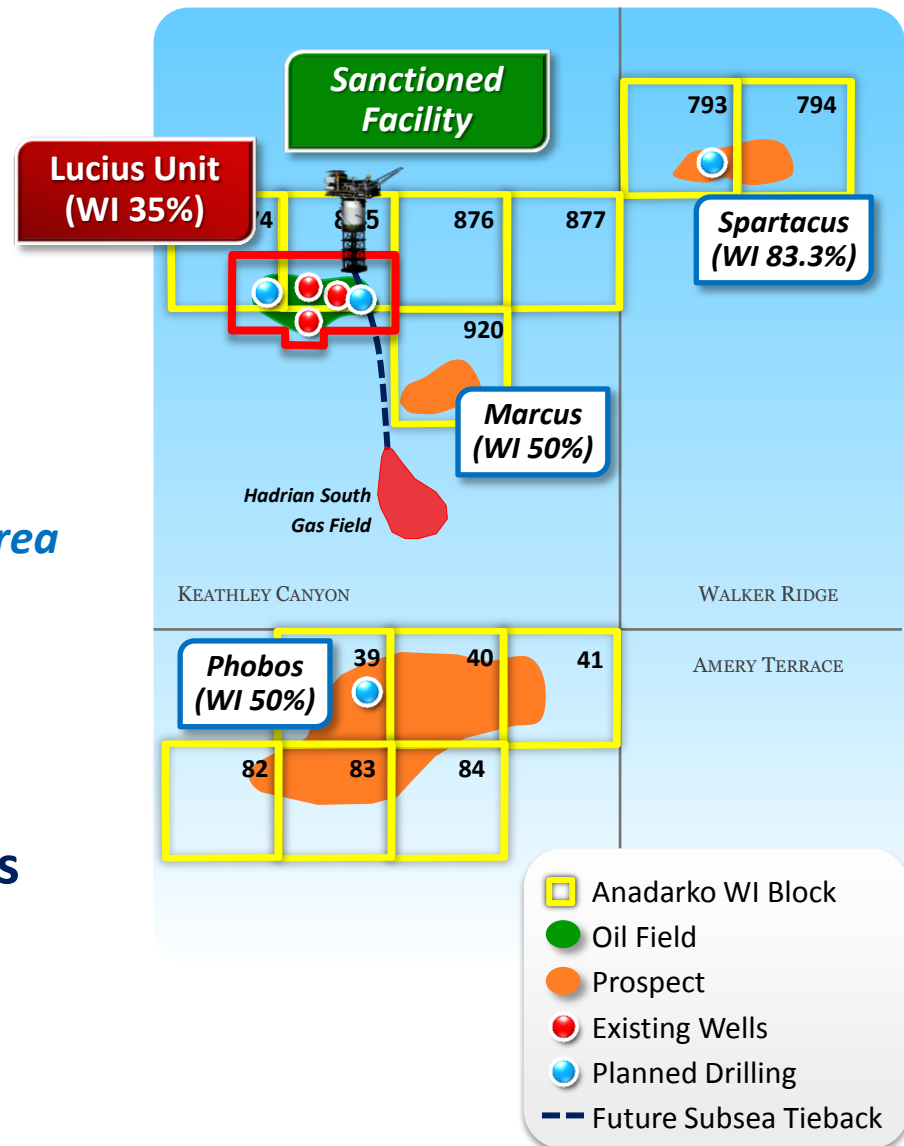 Sanctioned
Facility
793
794
Lucius Unit
(WI 35%)
876
877
Spartacus
(WI 83.3%)
920
Marcus
(WI 50%)
Hadrian South
Gas Field
KEATHLEY CANYON
WALKER RIDGE
Phobos
(WI 50%)
39
40
41
AMERY TERRACE
82
83
84
Anadarko WI Block
Oil Field
Prospect
Existing Wells
Planned Drilling
Future Subsea Tieback